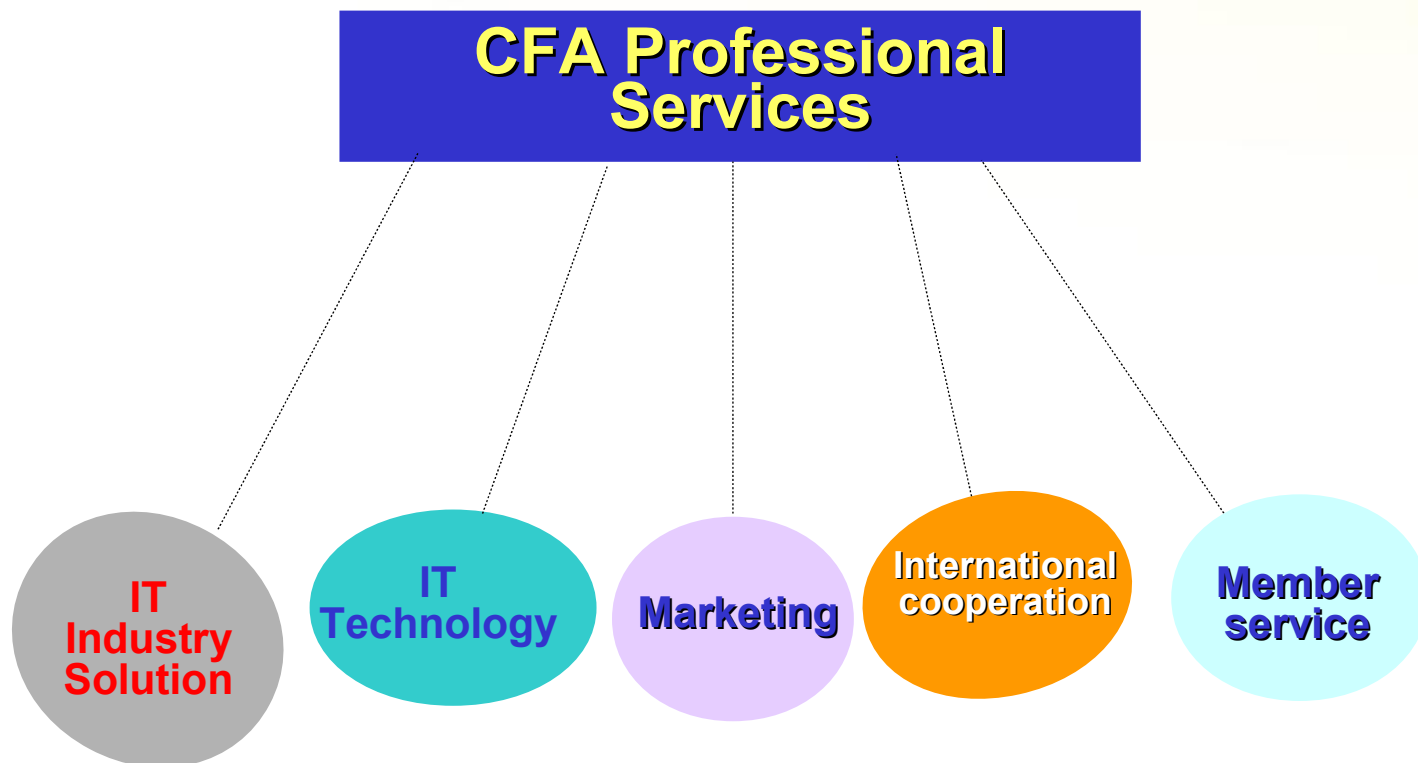 CFA Professional
Services
IT
Industry
Solution
IT
Technology
Marketing
International
cooperation
Member
service